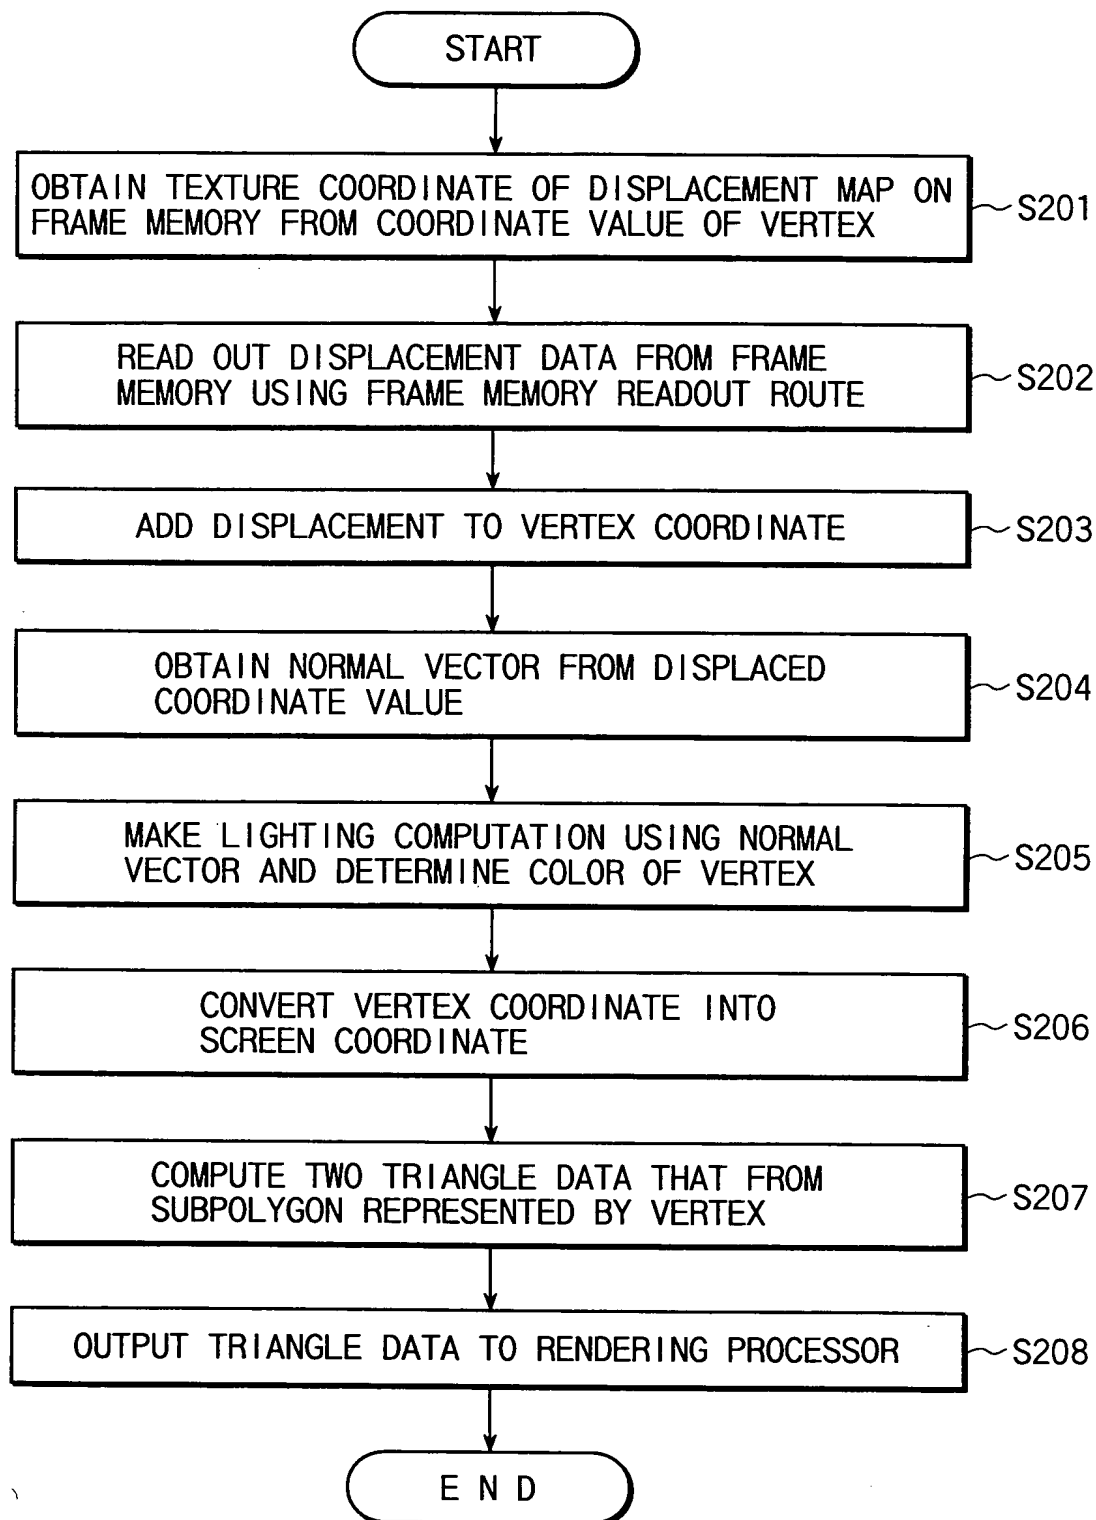 START
OBTAIN TEXTURE COORDINATE OF DISPLACEMENT MAP ON
FRAME MEMORY FROM COORDINATE VALUE OF VERTEX
S201
READ OUT DISPLACEMENT DATA FROM FRAME
MEMORY USING FRAME MEMORY READOUT ROUTE
S202
ADD DISPLACEMENT TO VERTEX COORDINATE
S203
OBTAIN NORMAL VECTOR FROM DISPLACED
COORDINATE VALUE
S204
MAKE LIGHTING COMPUTATION USING NORMAL
VECTOR AND DETERMINE COLOR OF VERTEX
S205
CONVERT VERTEX COORDINATE INTO
SCREEN COORDINATE
S206
COMPUTE TWO TRIANGLE DATA THAT FROM
SUBPOLYGON REPRESENTED BY VERTEX
S207
OUTPUT TRIANGLE DATA TO RENDERING PROCESSOR
S208
END